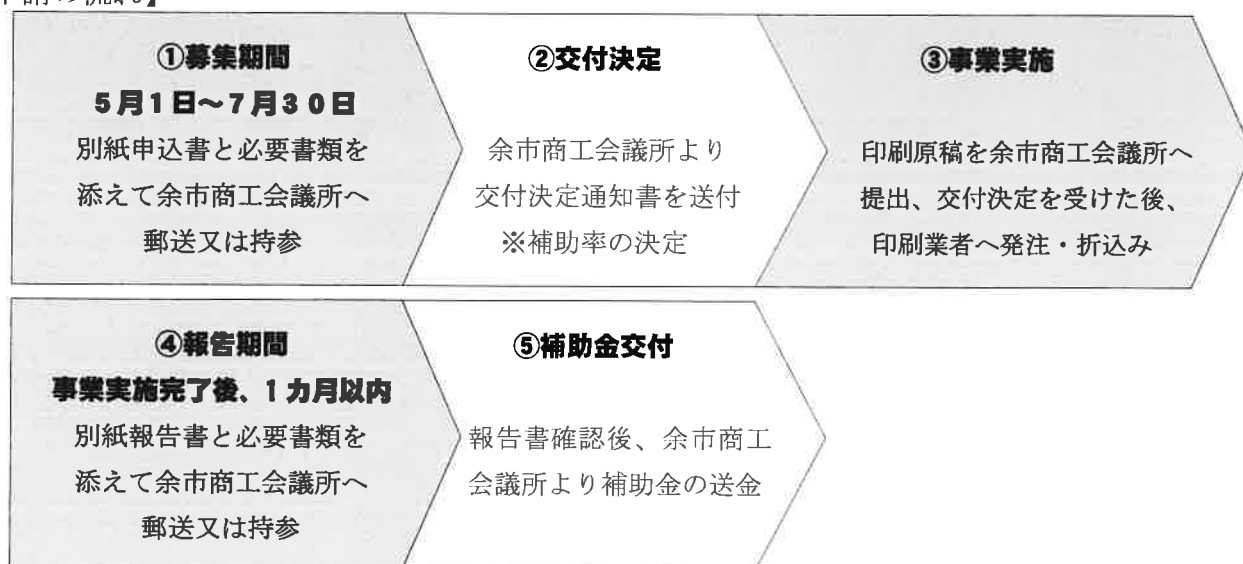 ①募集期間
5月1日～7月30日
別紙申込書と必要書類を
添えて余市商工会議所へ
郵送又は持参
②交付決定
余市商工会議所より
交付決定通知書を送付
※補助率の決定
③事業実施
印刷原稿を余市商工会議所へ
提出、交付決定を受けた後、
印刷業者へ発注・折込み
④報告期間
事業実施完了後、1カ月以内
別紙報告書と必要書類を
添えて余市商工会議所へ
郵送又は持参
⑤補助金交付
報告書確認後、余市商工
会議所より補助金の送金